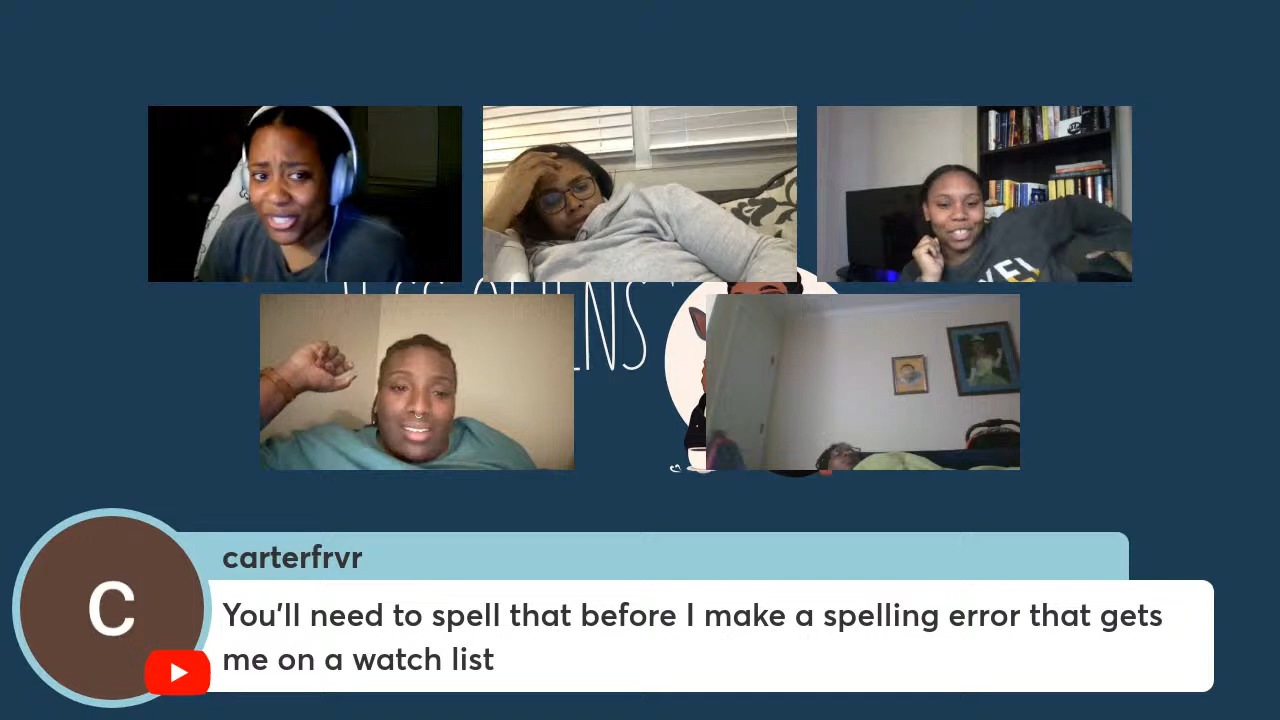 carterfrvr
You'll need to spell that before I make a spelling error that gets
me on a watch list
C